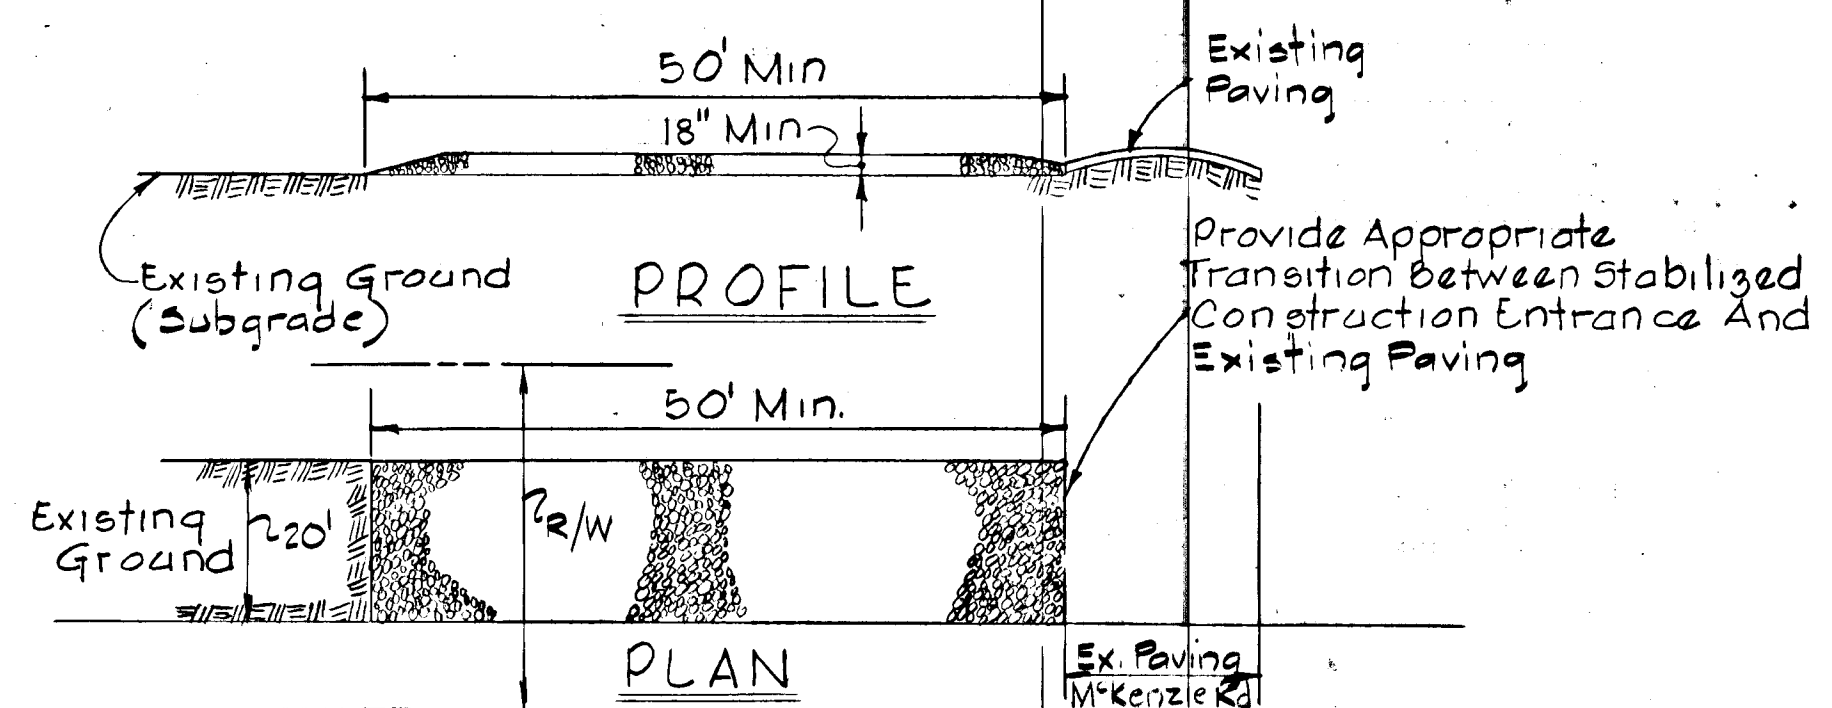 50' Min
Existing
Paving
18" Min
Existing Ground
(Subgrade)
PROFILE
Provide Appropriate
Transition Between Stabilized
Construction Entrance And
Existing Paving
50' Min.
Existing
Ground
20'
R/W
PLAN
Ex. Paving
McKenzie Rd